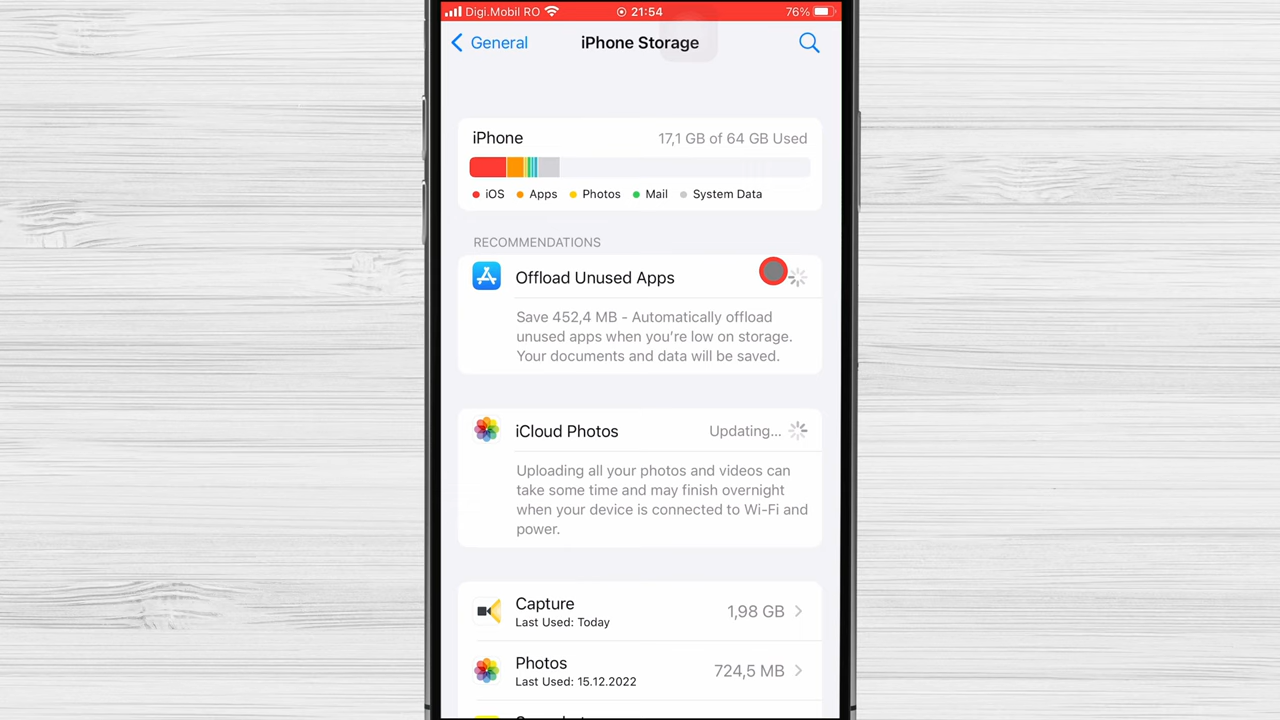 Digi.Mobil RO 21:54 76%
General iPhone Storage
iPhone 17,1 GB of 64 GB Used
iOS Apps Photos Mail System Data
RECOMMENDATIONS
Offload Unused Apps
Save 452,4 MB - Automatically offload
unused apps when you're low on storage.
Your documents and data will be saved.
iCloud Photos Updating...
Uploading all your photos and videos can
take some time and may finish overnight
when your device is connected to Wi-Fi and
power.
Capture 1,98 GB
Last Used: Today
Photos 724,5 MB
Last Used: 15.12.2022